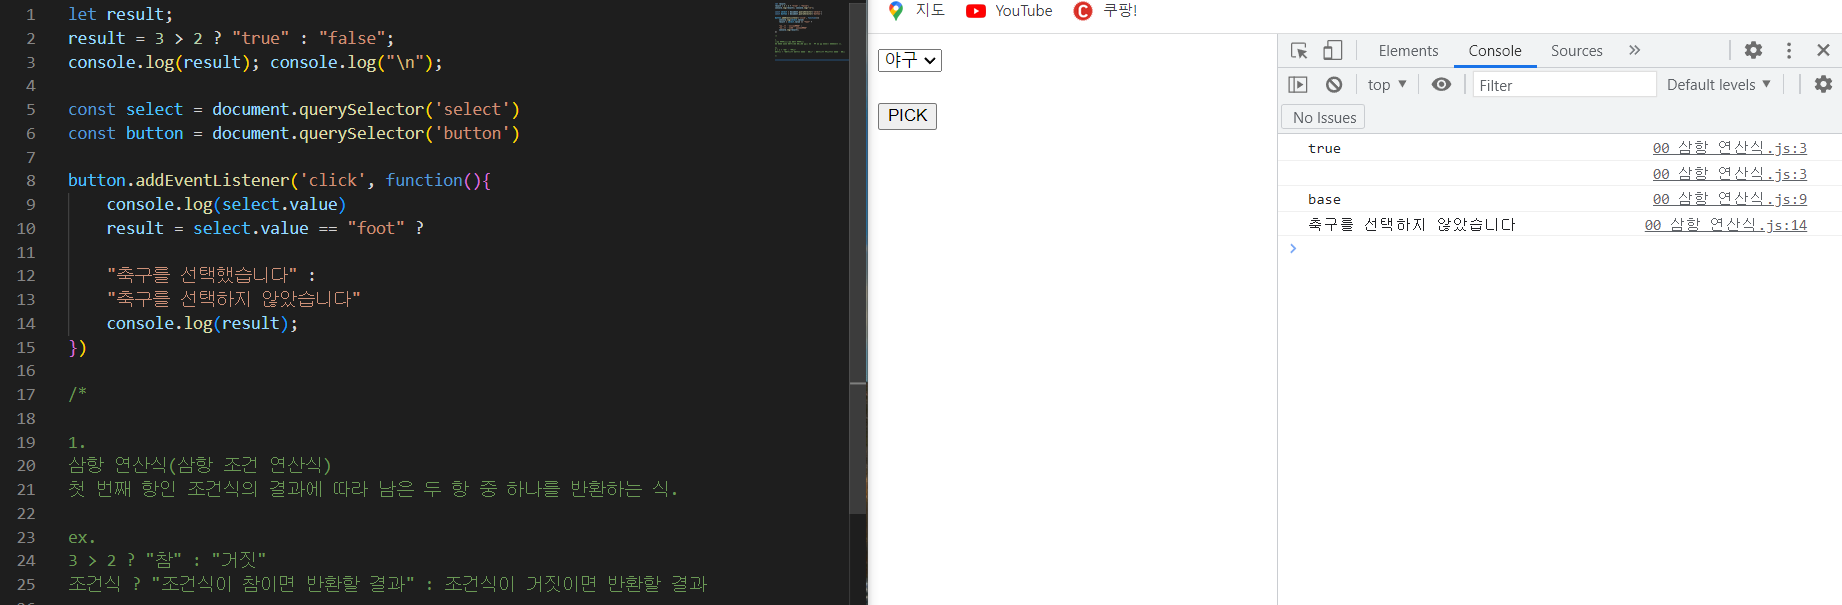 1 let result;
2 result = 3 > 2 ? "true" : "false";
3 console.log(result); console.log("\n");
4
5 const select = document.querySelector('select')
6 const button = document.querySelector('button')
7
8 button.addEventListener('click', function(){
9 console.log(select.value)
10 result = select.value == "foot" ?
11
12 "축구를 선택했습니다" :
13 "축구를 선택하지 않았습니다"
14 console.log(result);
15 })
16
17 /*
18
19 1.
20 삼항 연산식(삼항 조건 연산식)
21 첫 번째 항인 조건식의 결과에 따라 남은 두 항 중 하나를 반환하는 식.
22
23 ex.
24 3 > 2 ? "참" : "거짓"
25 조건식 ? "조건식이 참이면 반환할 결과" : 조건식이 거짓이면 반환할 결과
지도 YouTube 쿠팡!
야구
PICK
Elements Console Sources »
top Filter Default levels
No Issues
true 00 삼항 연산식.js:3
00 삼항 연산식.js:3
base 00 삼항 연산식.js:9
축구를 선택하지 않았습니다 00 삼항 연산식.js:14